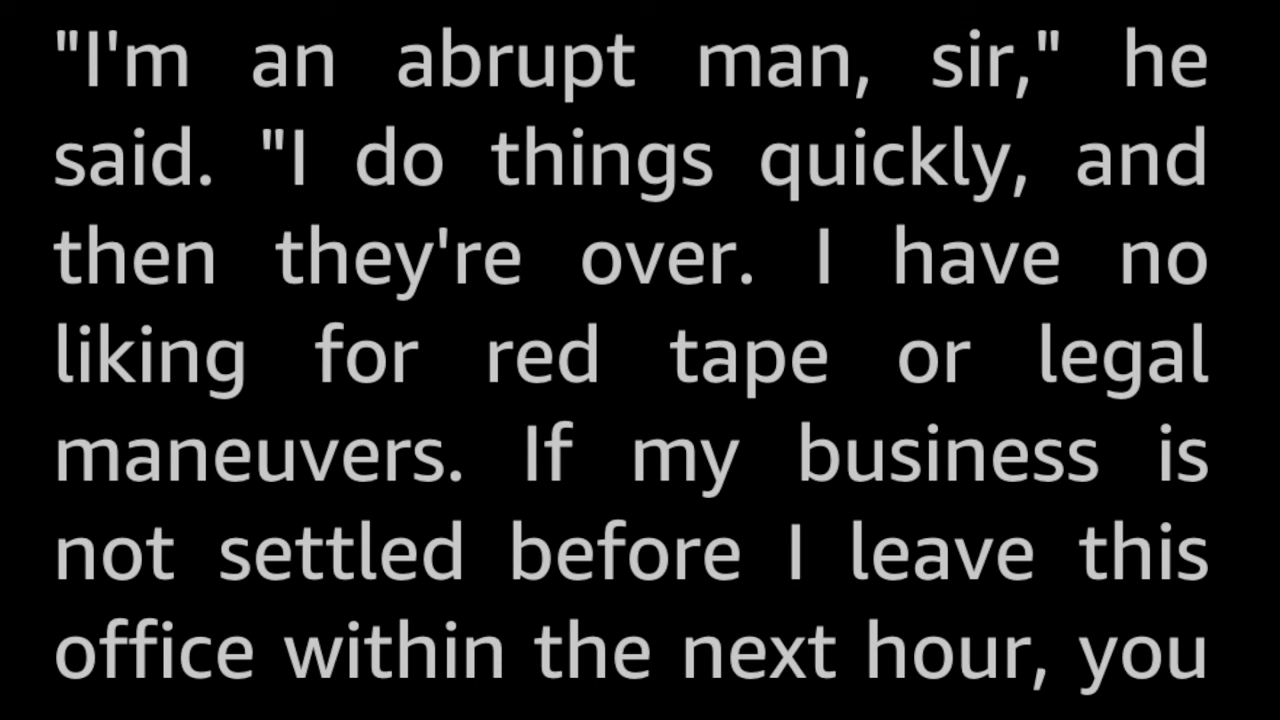 "I'm an abrupt man, sir," he
said. "I do things quickly, and
then they're over. I have no
liking for red tape or legal
maneuvers. If my business is
not settled before I leave this
office within the next hour, you